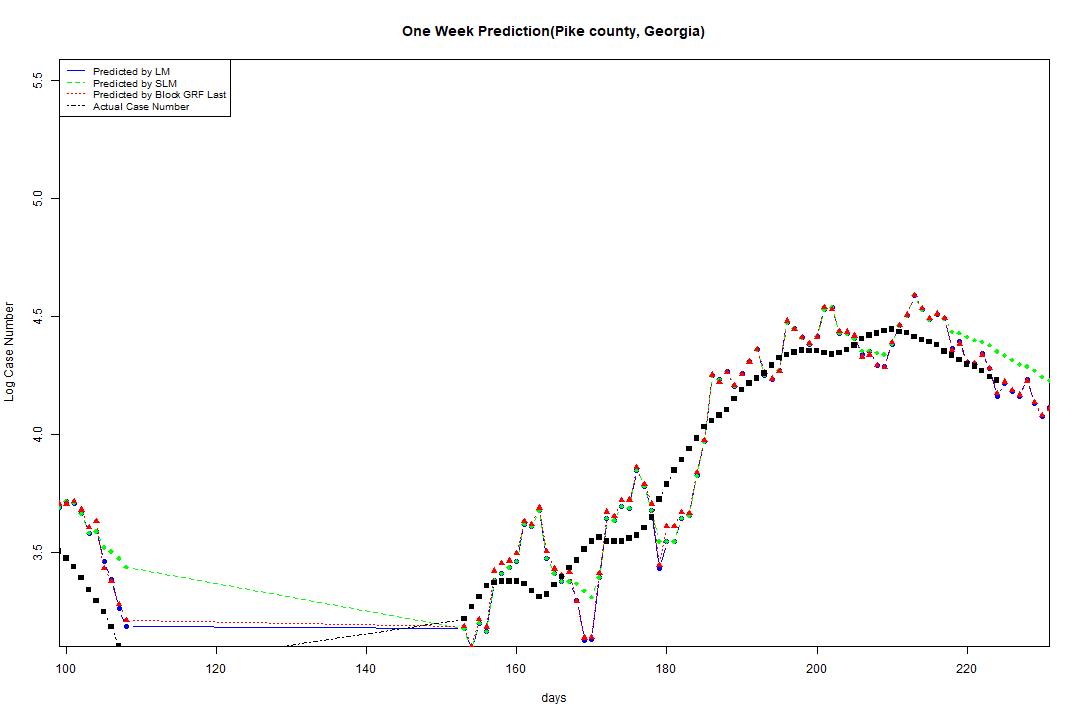 One Week Prediction(Pike county, Georgia)
Predicted by LM
Predicted by SLM
Predicted by Block GRF Last
Actual Case Number
5.5
5.0
4.5
4.0
3.5
Log Case Number
100 120 140 160 180 200 220
days